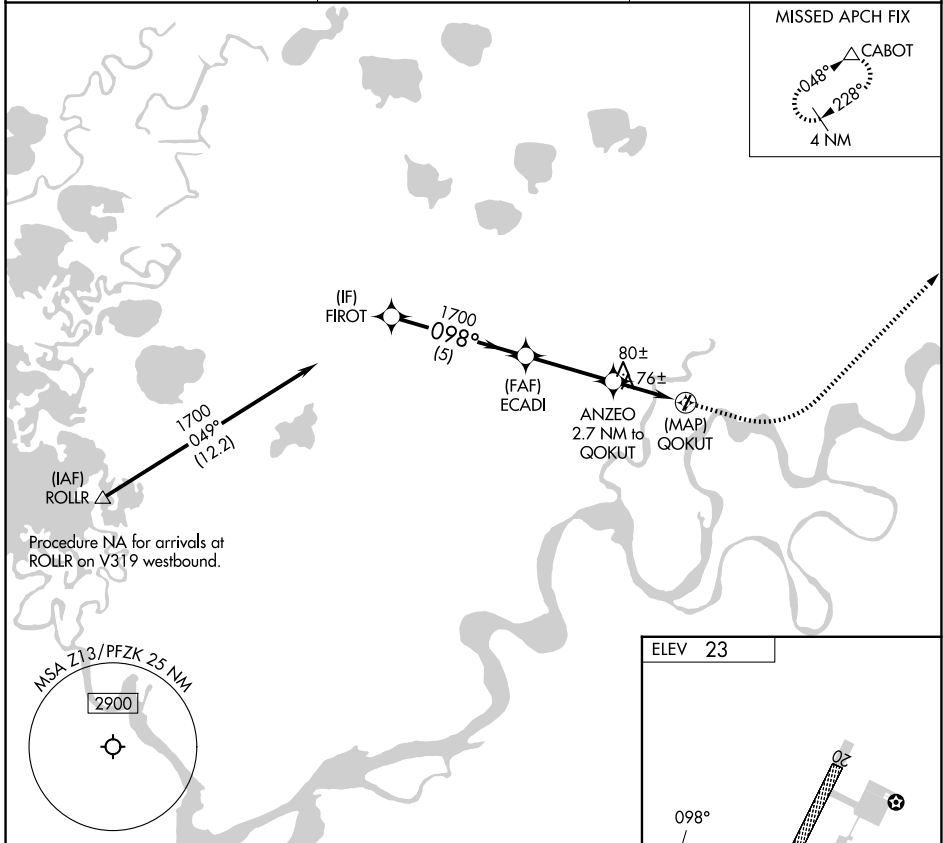 MISSED APCH FIX
CABOT
048°
228°
4 NM
(IF)
FIROT
1700
098°
(5)
(FAF)
ECADI
80±
76±
ANZEO
2.7 NM to
QOKUT
(MAP)
QOKUT
1700
049°
(12.2)
(IAF)
ROLLR
Procedure NA for arrivals at
ROLLR on V319 westbound.
MSA Z13/PFZK 25 NM
2900
ELEV 23
20
098°